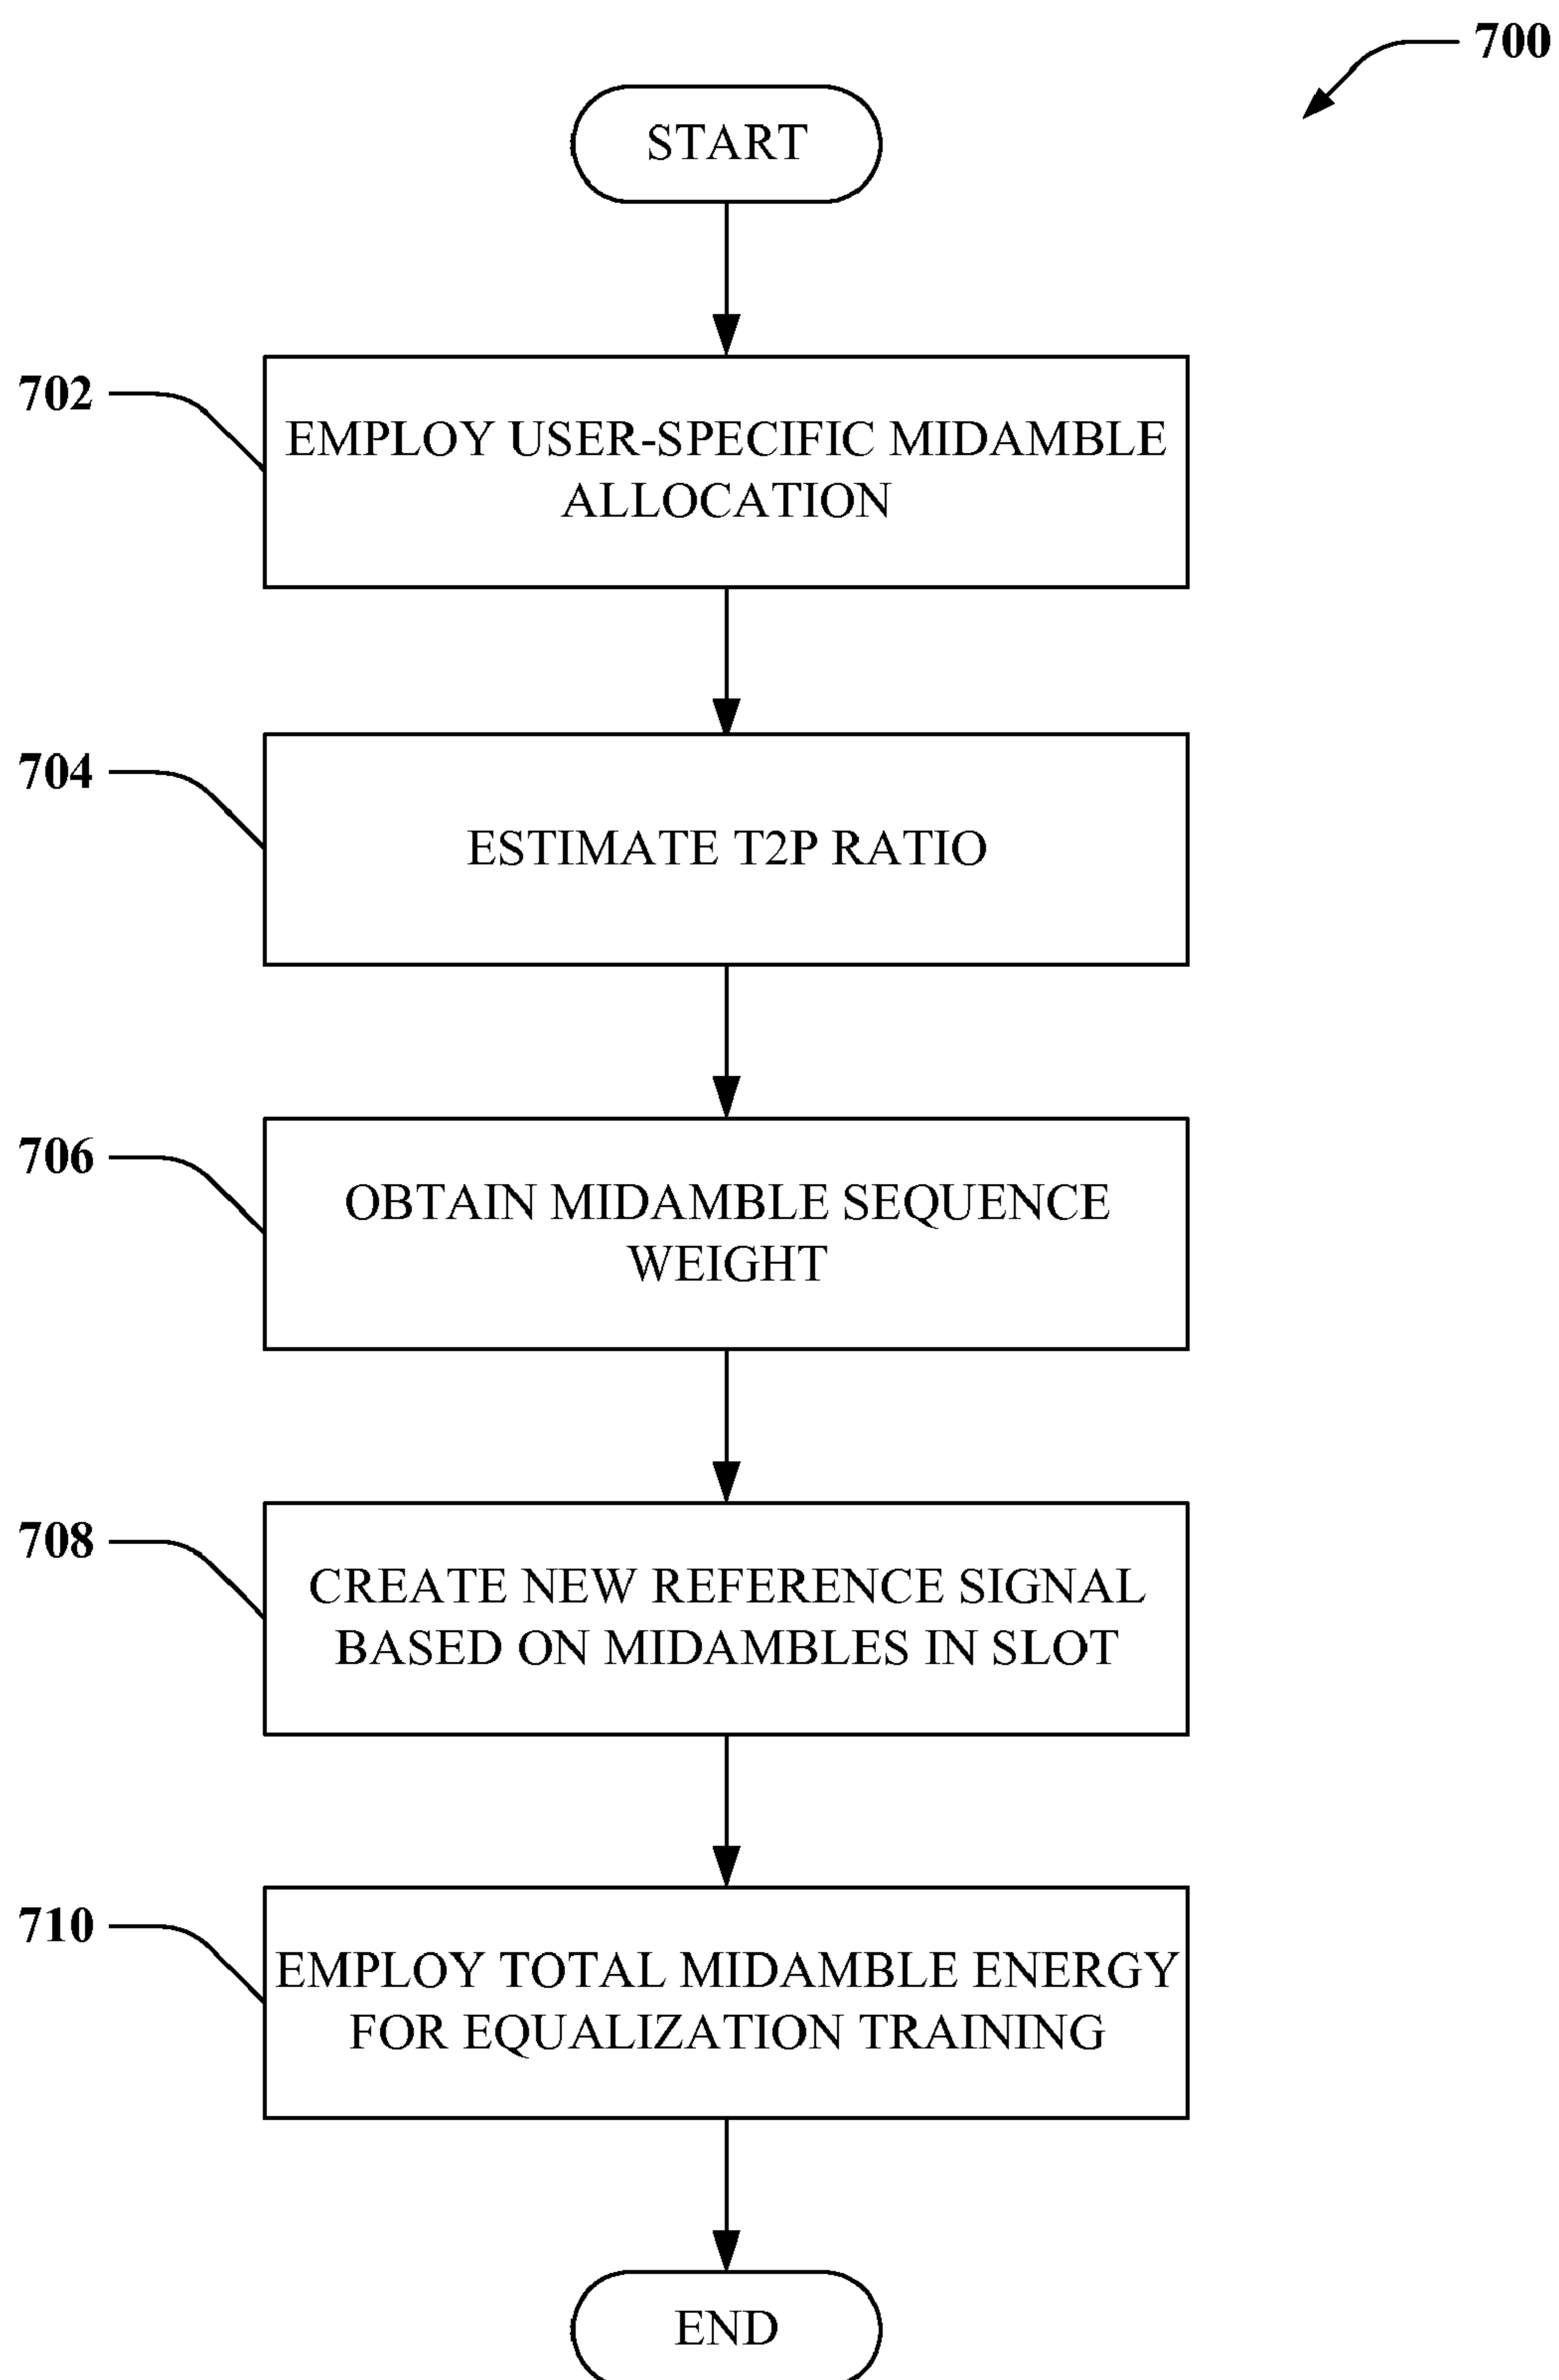 700
START
702
EMPLOY USER-SPECIFIC MIDAMBLE
ALLOCATION
704
ESTIMATE T2P RATIO
706
OBTAIN MIDAMBLE SEQUENCE
WEIGHT
708
CREATE NEW REFERENCE SIGNAL
BASED ON MIDAMBLES IN SLOT
710
EMPLOY TOTAL MIDAMBLE ENERGY
FOR EQUALIZATION TRAINING
END